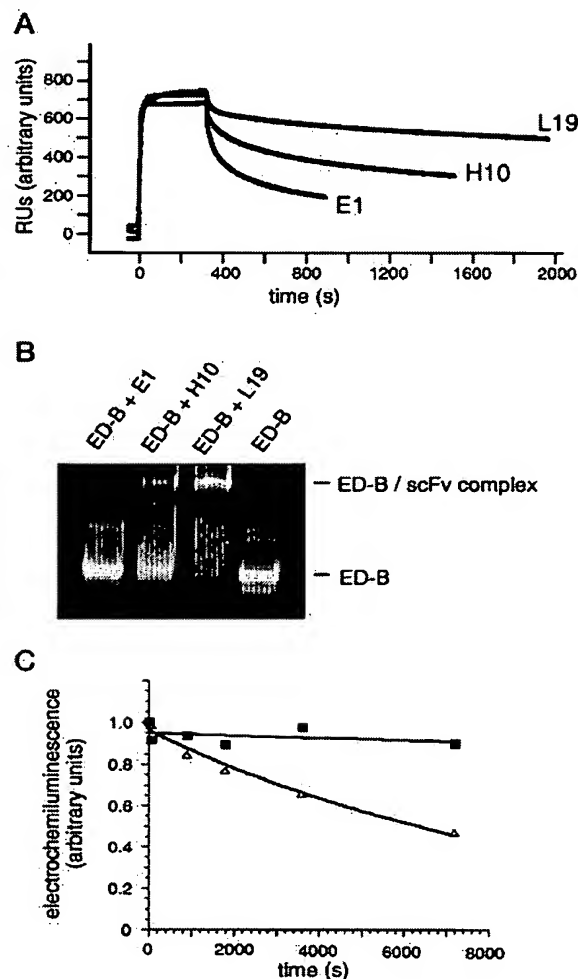 A
RUs (arbitrary units)
800
600
400
200
0
L19
H10
E1
0 400 800 1200 1600 2000
time (s)
B
ED-B + E1
ED-B + H10
ED-B + L19
ED-B
ED-B / scFv complex
ED-B
C
electrochemiluminescence
(arbitrary units)
1.0
0.8
0.6
0.4
0.2
0
0 2000 4000 6000 8000
time (s)